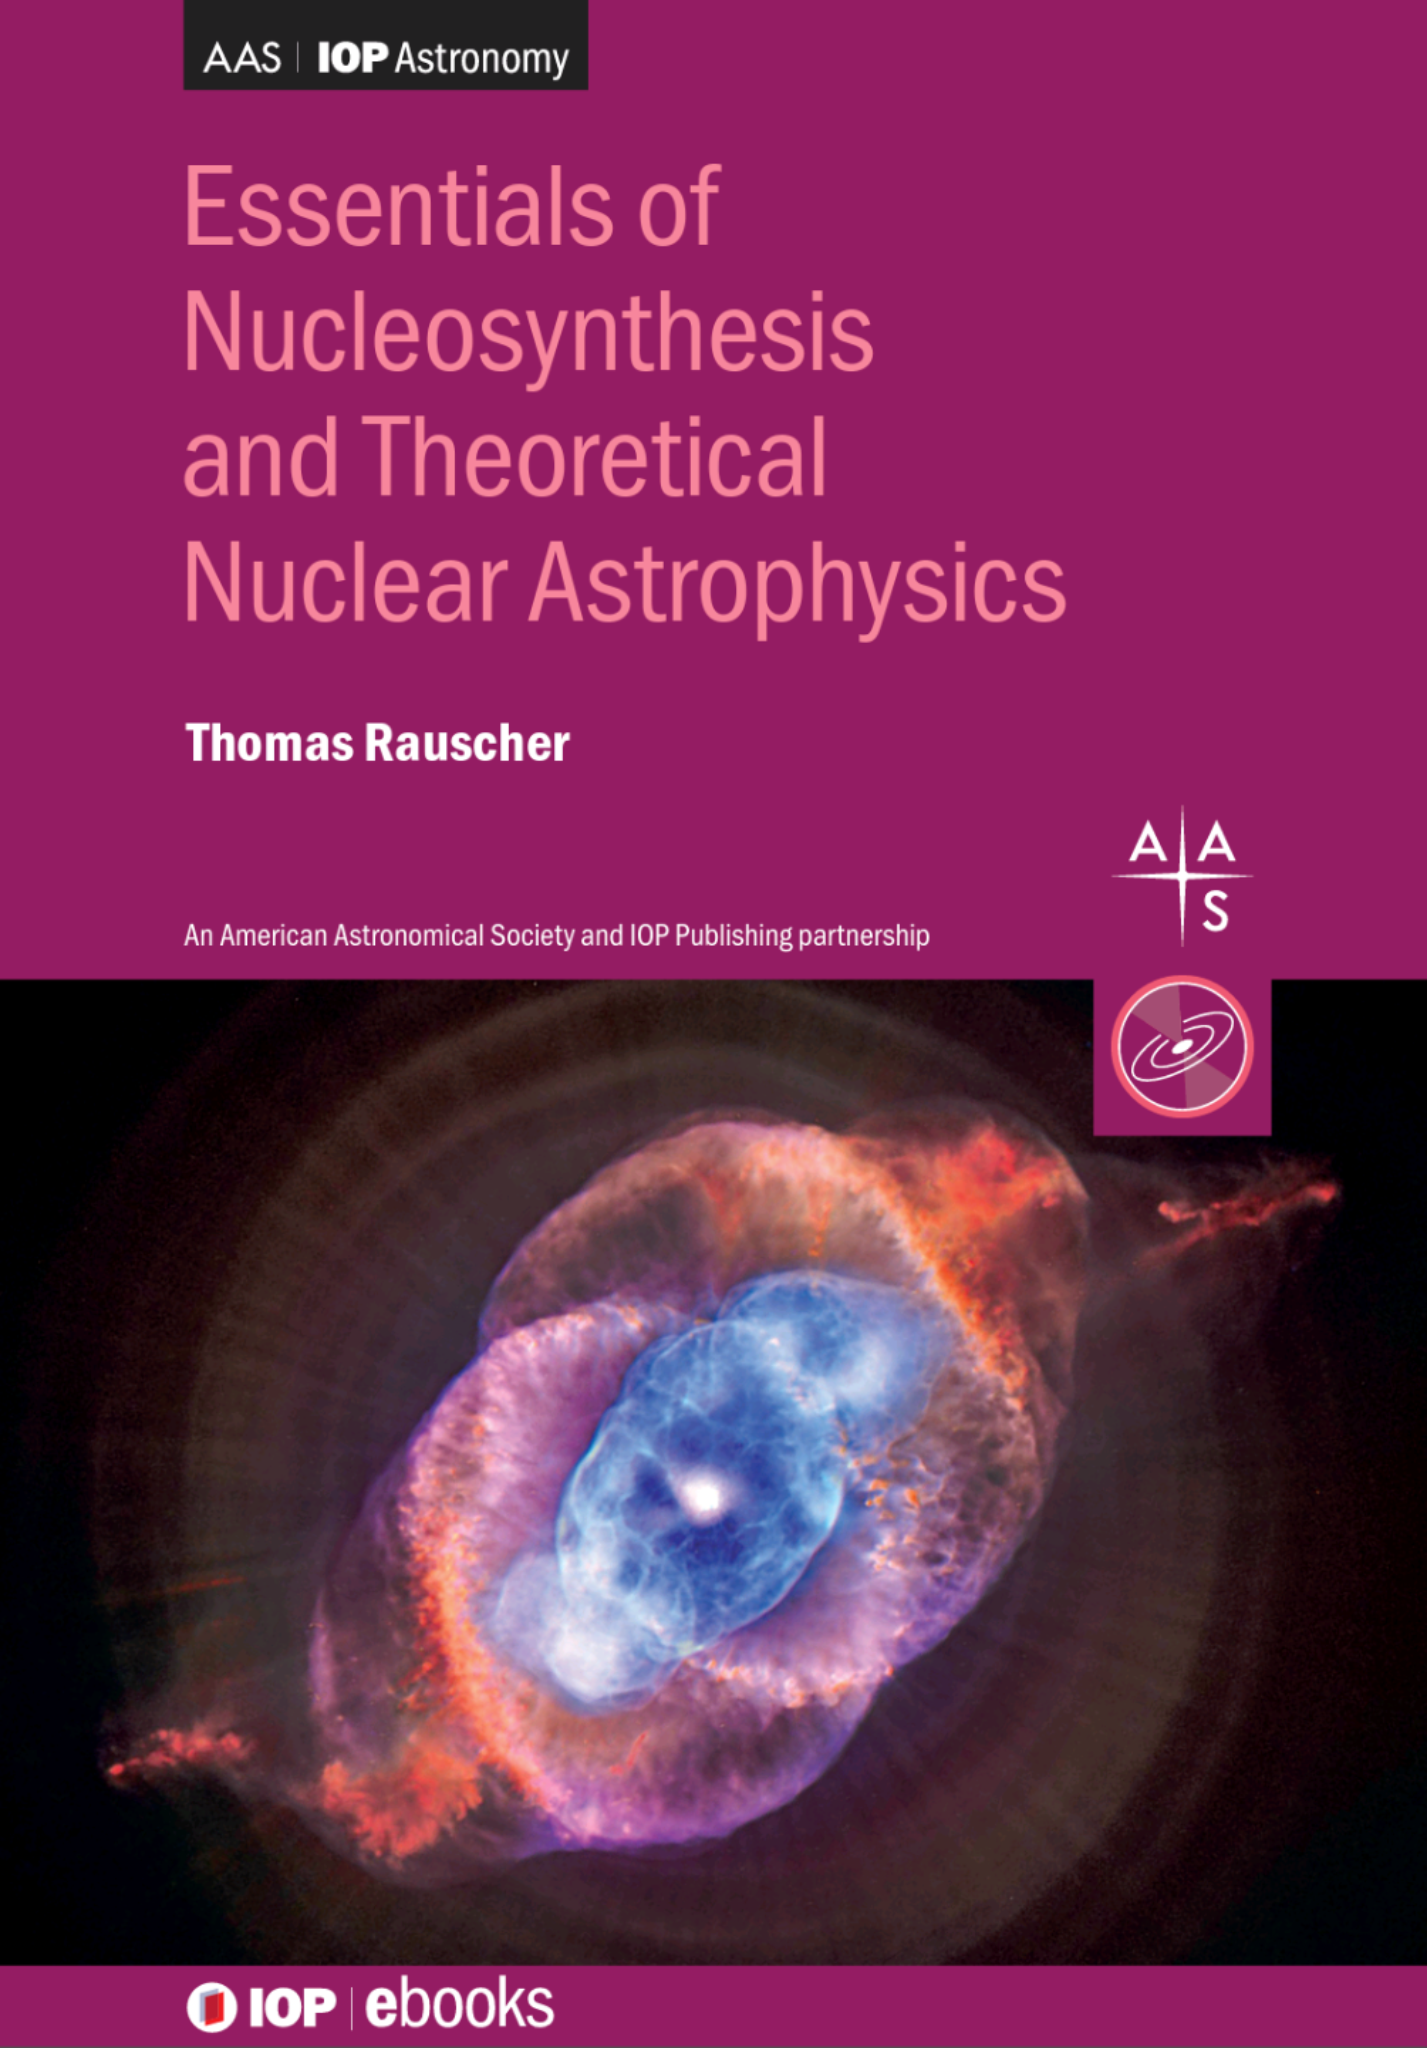 AAS | IOP Astronomy
Essentials of
Nucleosynthesis
and Theoretical
Nuclear Astrophysics
Thomas Rauscher
A A
S
An American Astronomical Society and IOP Publishing partnership
IOP | ebooks